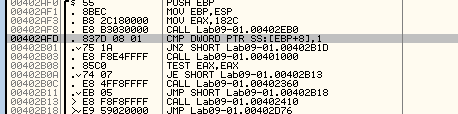 00402AF0 $ 55 PUSH EBP
00402AF1 . 8BEC MOV EBP,ESP
00402AF3 . B8 2C180000 MOV EAX,182C
00402AF8 . E8 B3030000 CALL Lab09-01.00402EB0
00402AFD . 837D 08 01 CMP DWORD PTR SS:[EBP+8],1
00402B01 . 75 1A JNZ SHORT Lab09-01.00402B1D
00402B03 . E8 F8E4FFFF CALL Lab09-01.00401000
00402B08 . 85C0 TEST EAX,EAX
00402B0A . 74 07 JE SHORT Lab09-01.00402B13
00402B0C . E8 4FF8FFFF CALL Lab09-01.00402360
00402B11 . EB 05 JMP SHORT Lab09-01.00402B18
00402B13 > E8 F8F8FFFF CALL Lab09-01.00402410
00402B18 > E9 59020000 JMP Lab09-01.00402D76